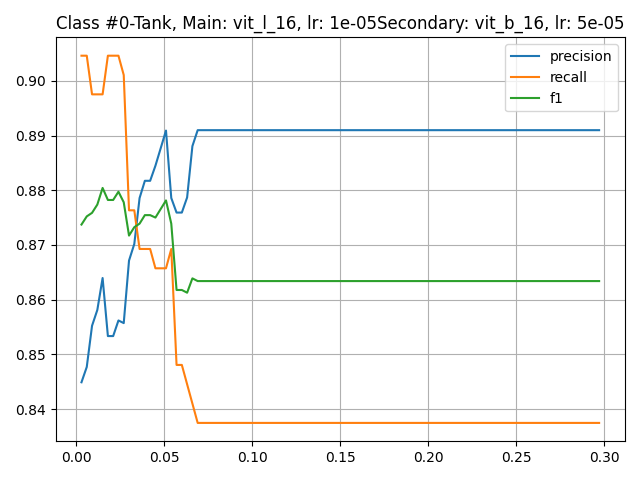 Class #0-Tank, Main: vit_l_16, lr: 1e-05Secondary: vit_b_16, lr: 5e-05
precision
recall
f1
0.90
0.89
0.88
0.87
0.86
0.85
0.84
0.00 0.05 0.10 0.15 0.20 0.25 0.30